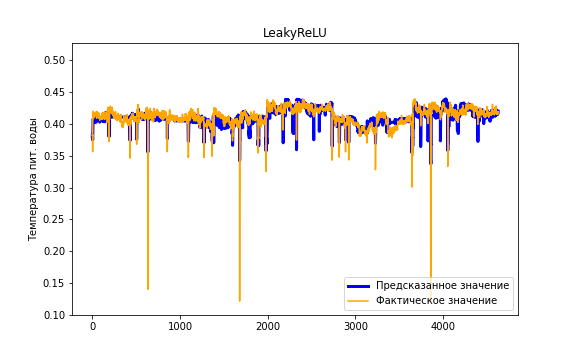 LeakyReLU
Температура пит. воды
0.50
0.45
0.40
0.35
0.30
0.25
0.20
0.15
0.10
0 1000 2000 3000 4000
Предсказанное значение
Фактическое значение